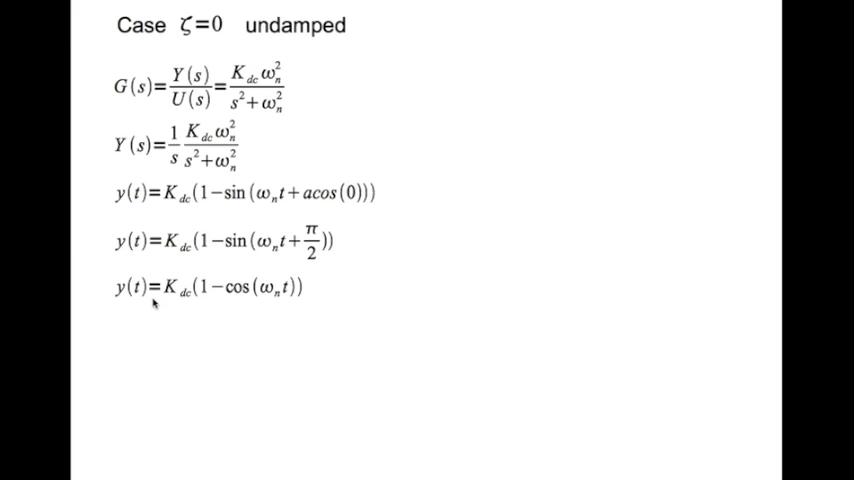 Case ζ=0 undamped
G(s)=Y(s)/U(s)=K_dc ω_n^2/(s^2+ω_n^2)
Y(s)=1/s K_dc ω_n^2/(s^2+ω_n^2)
y(t)=K_dc(1−sin(ω_n t+acos(0)))
y(t)=K_dc(1−sin(ω_n t+π/2))
y(t)=K_dc(1−cos(ω_n t))